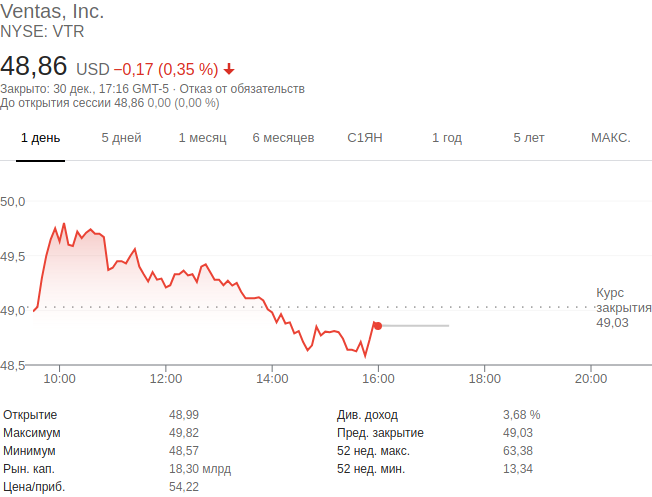 Ventas, Inc.
NYSE: VTR
48,86 USD −0,17 (0,35 %)
Закрыто: 30 дек., 17:16 GMT-5 · Отказ от обязательств
До открытия сессии 48,86 0,00 (0,00 %)
1 день 5 дней 1 месяц 6 месяцев С1ЯН 1 год 5 лет МАКС.
50,0
49,5
49,0
48,5
Курс
закрытия
49,03
10:00 12:00 14:00 16:00 18:00 20:00
Открытие 48,99 Див. доход 3,68 %
Максимум 49,82 Пред. закрытие 49,03
Минимум 48,57 52 нед. макс. 63,38
Рын. кап. 18,30 млрд 52 нед. мин. 13,34
Цена/приб. 54,22